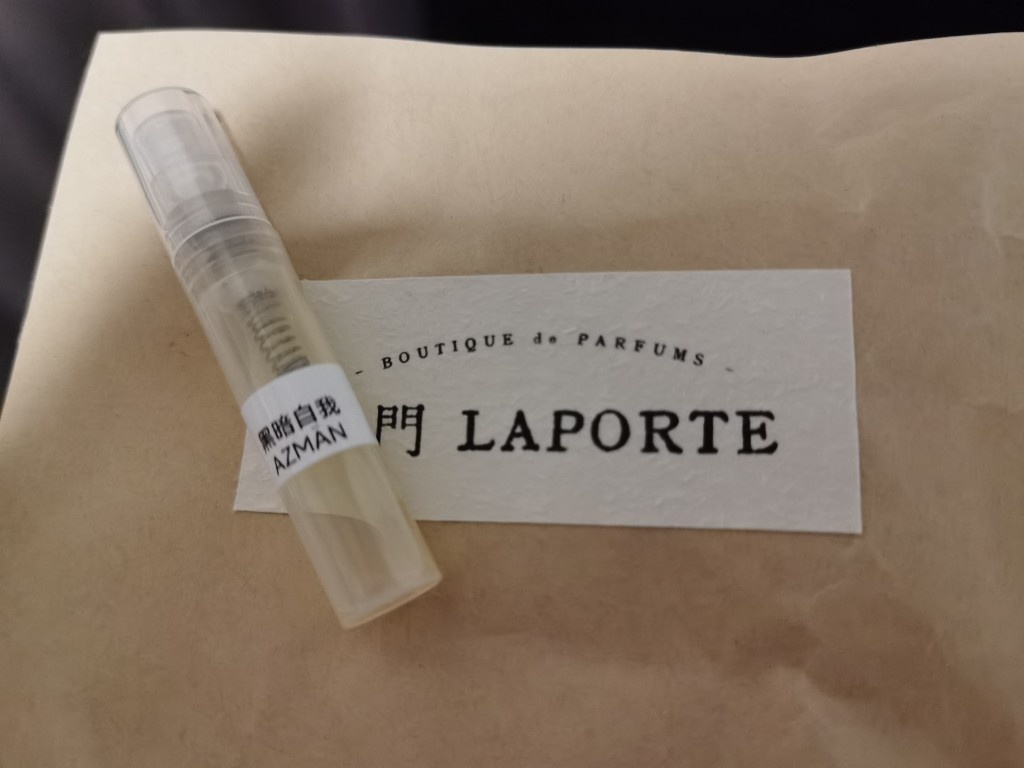 - BOUTIQUE de PARFUMS -
門 LAPORTE
黑暗自我
AZMAN